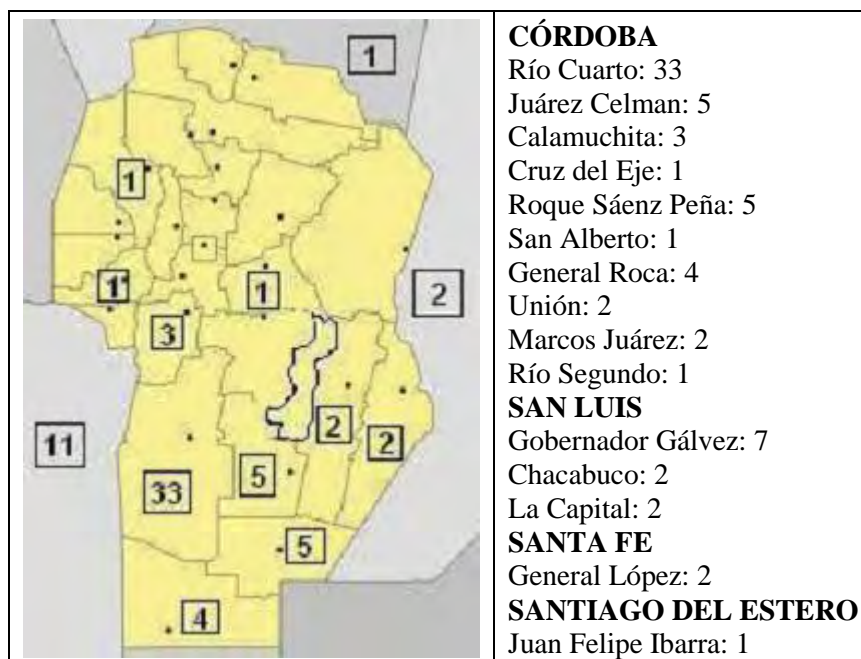 1
1
1
1
2
3
2
2
11
5
33
5
4
CÓRDOBA
Río Cuarto: 33
Juárez Celman: 5
Calamuchita: 3
Cruz del Eje: 1
Roque Sáenz Peña: 5
San Alberto: 1
General Roca: 4
Unión: 2
Marcos Juárez: 2
Río Segundo: 1
SAN LUIS
Gobernador Gálvez: 7
Chacabuco: 2
La Capital: 2
SANTA FE
General López: 2
SANTIAGO DEL ESTERO
Juan Felipe Ibarra: 1